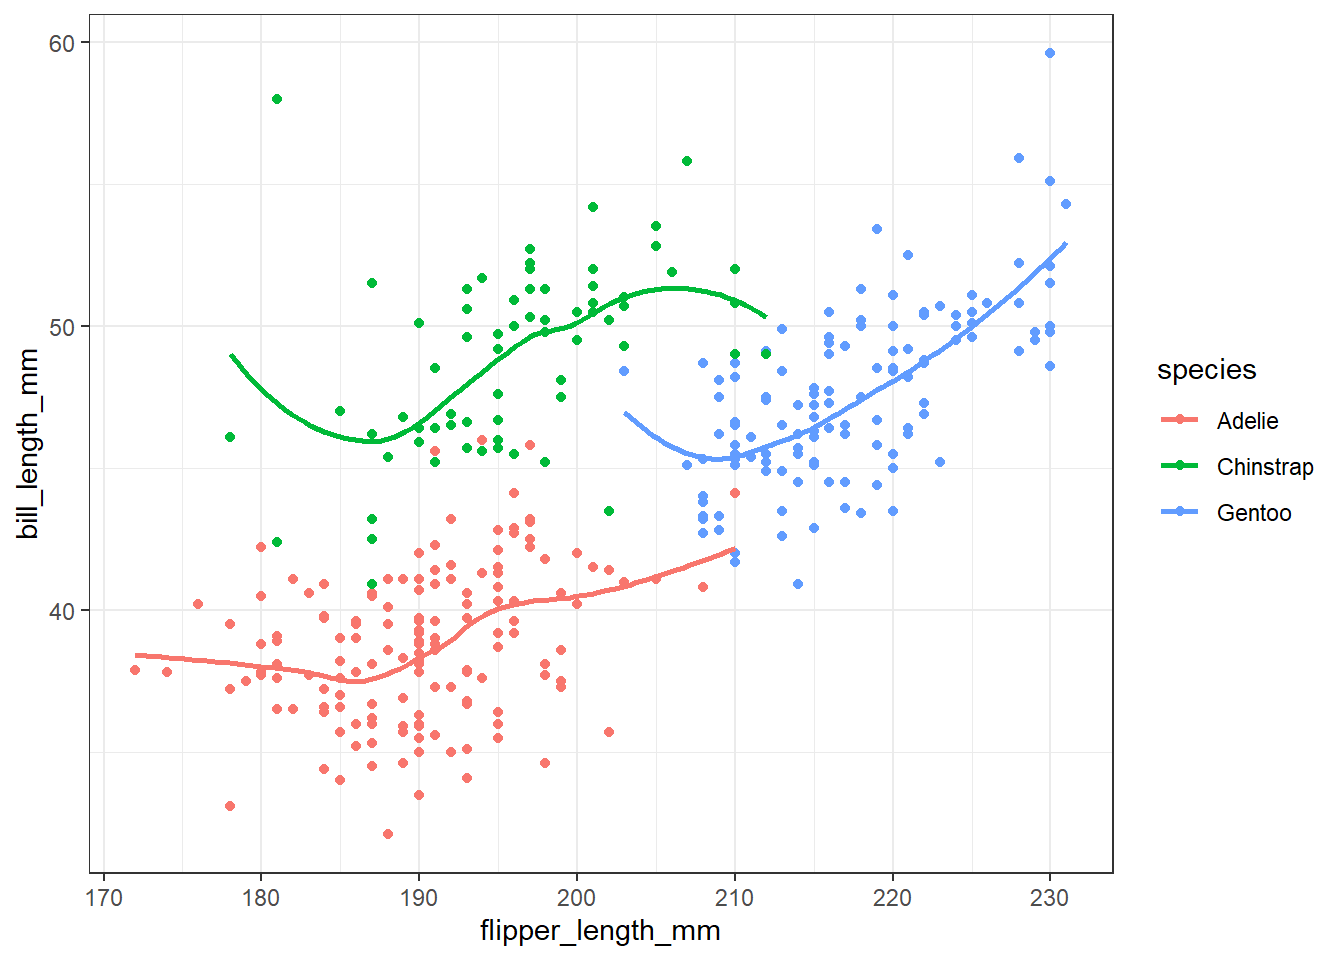 60
50
40
bill_length_mm
170 180 190 200 210 220 230
flipper_length_mm
species
Adelie
Chinstrap
Gentoo